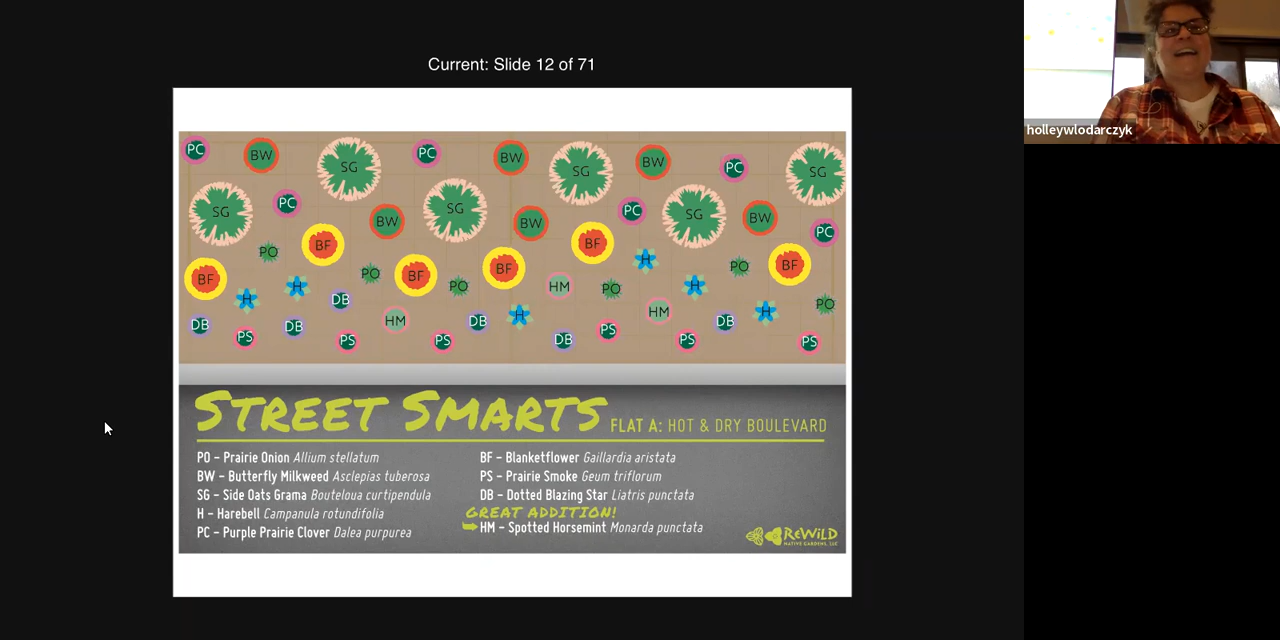 Current: Slide 12 of 71
holleywlodarczyk
PC BW SG PC BW SG BW PC SG
SG PC BW SG BW PC SG BW PC
PO BF BF H
BF H H PO BF PO BF HM PO H PO BF PO
DB PS DB DB PS HM PS DB H DB PS HM PS DB H PS
STREET SMARTS FLAT A: HOT & DRY BOULEVARD
PO – Prairie Onion Allium stellatum
BW – Butterfly Milkweed Asclepias tuberosa
SG – Side Oats Grama Bouteloua curtipendula
H – Harebell Campanula rotundifolia
PC – Purple Prairie Clover Dalea purpurea
BF – Blanketflower Gaillardia aristata
PS – Prairie Smoke Geum triflorum
DB – Dotted Blazing Star Liatris punctata
GREAT ADDITION!
HM – Spotted Horsemint Monarda punctata
REWILD
NATIVE GARDENS, LLC